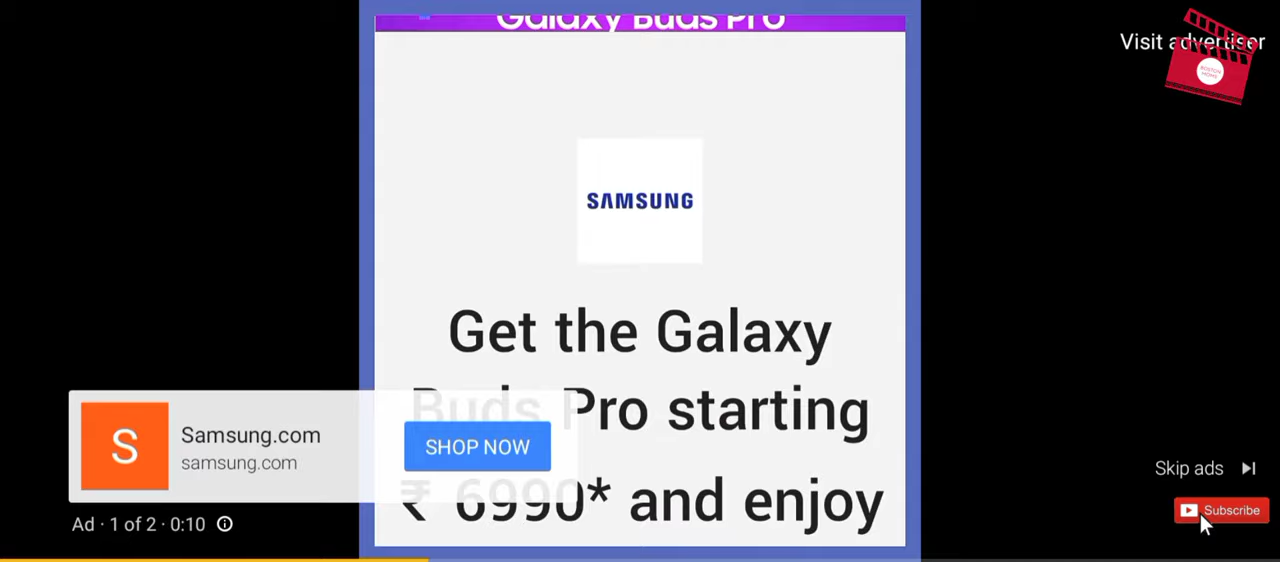 Galaxy Buds Pro
Visit advertiser
SAMSUNG
Get the Galaxy
Buds Pro starting
₹ 6990* and enjoy
S
Samsung.com
samsung.com
SHOP NOW
Skip ads
Subscribe
Ad · 1 of 2 · 0:10